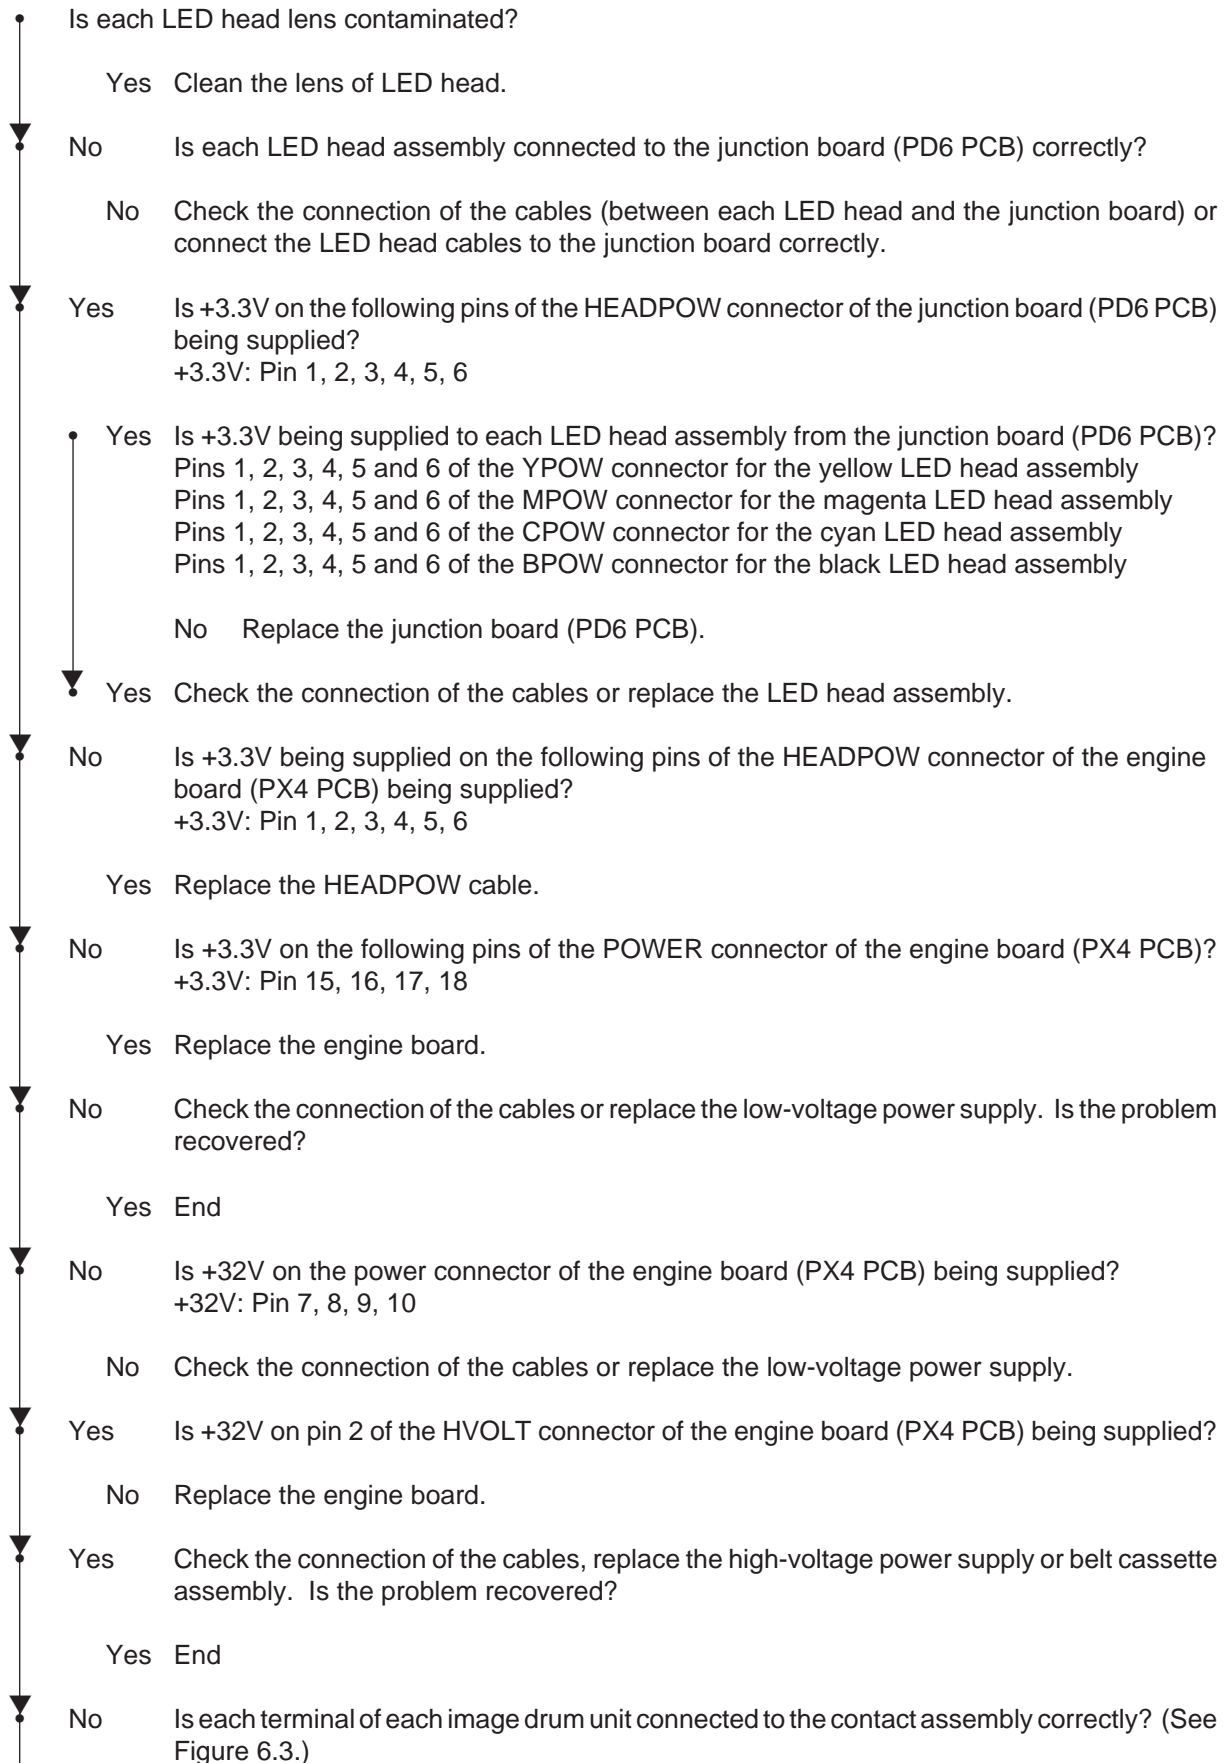 Is each LED head lens contaminated?
Yes Clean the lens of LED head.
No Is each LED head assembly connected to the junction board (PD6 PCB) correctly?
No Check the connection of the cables (between each LED head and the junction board) or
connect the LED head cables to the junction board correctly.
Yes Is +3.3V on the following pins of the HEADPOW connector of the junction board (PD6 PCB)
being supplied?
+3.3V: Pin 1, 2, 3, 4, 5, 6
Yes Is +3.3V being supplied to each LED head assembly from the junction board (PD6 PCB)?
Pins 1, 2, 3, 4, 5 and 6 of the YPOW connector for the yellow LED head assembly
Pins 1, 2, 3, 4, 5 and 6 of the MPOW connector for the magenta LED head assembly
Pins 1, 2, 3, 4, 5 and 6 of the CPOW connector for the cyan LED head assembly
Pins 1, 2, 3, 4, 5 and 6 of the BPOW connector for the black LED head assembly
No Replace the junction board (PD6 PCB).
Yes Check the connection of the cables or replace the LED head assembly.
No Is +3.3V being supplied on the following pins of the HEADPOW connector of the engine
board (PX4 PCB) being supplied?
+3.3V: Pin 1, 2, 3, 4, 5, 6
Yes Replace the HEADPOW cable.
No Is +3.3V on the following pins of the POWER connector of the engine board (PX4 PCB)?
+3.3V: Pin 15, 16, 17, 18
Yes Replace the engine board.
No Check the connection of the cables or replace the low-voltage power supply. Is the problem
recovered?
Yes End
No Is +32V on the power connector of the engine board (PX4 PCB) being supplied?
+32V: Pin 7, 8, 9, 10
No Check the connection of the cables or replace the low-voltage power supply.
Yes Is +32V on pin 2 of the HVOLT connector of the engine board (PX4 PCB) being supplied?
No Replace the engine board.
Yes Check the connection of the cables, replace the high-voltage power supply or belt cassette
assembly. Is the problem recovered?
Yes End
No Is each terminal of each image drum unit connected to the contact assembly correctly? (See
Figure 6.3.)